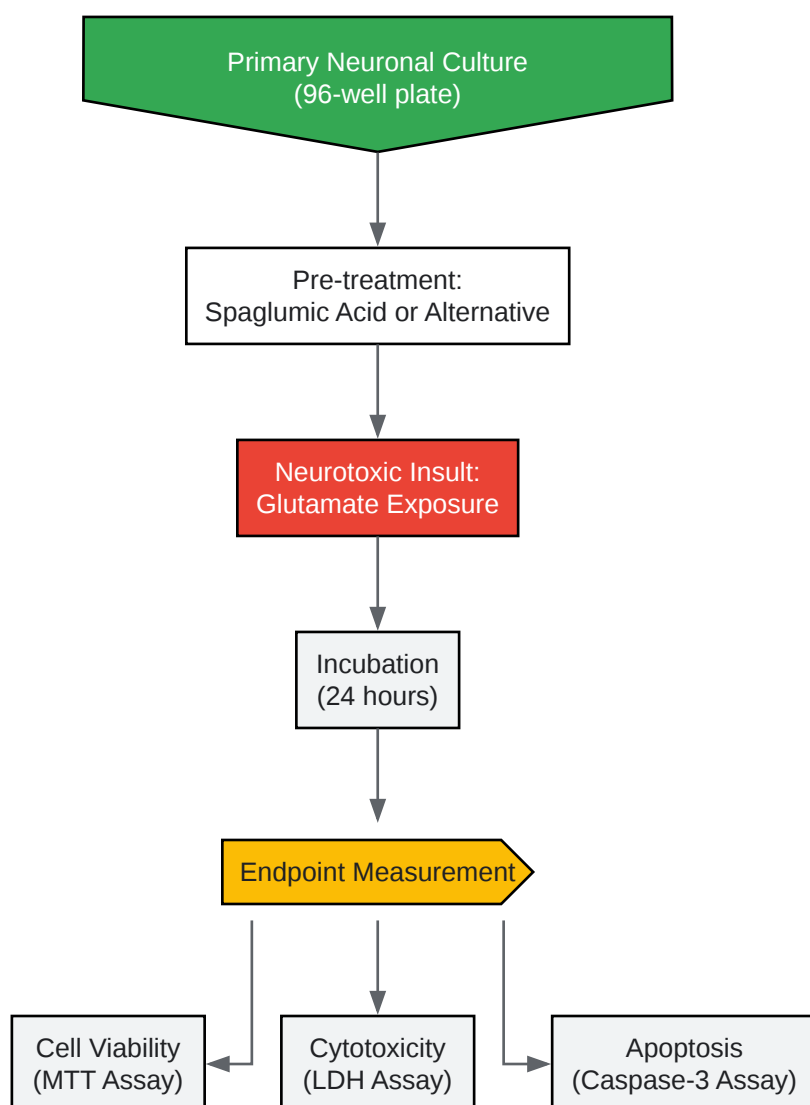 Primary Neuronal Culture
(96-well plate)
Pre-treatment:
Spaglumic Acid or Alternative
Neurotoxic Insult:
Glutamate Exposure
Incubation
(24 hours)
Endpoint Measurement
Cell Viability
(MTT Assay)
Cytotoxicity
(LDH Assay)
Apoptosis
(Caspase-3 Assay)